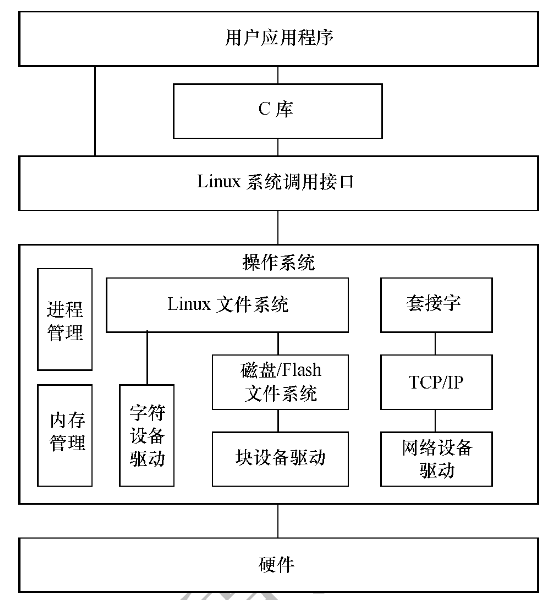 用户应用程序
C 库
Linux 系统调用接口
操作系统
进程
管理
Linux 文件系统
套接字
磁盘/Flash
文件系统
TCP/IP
内存
管理
字符
设备
驱动
块设备驱动
网络设备
驱动
硬件